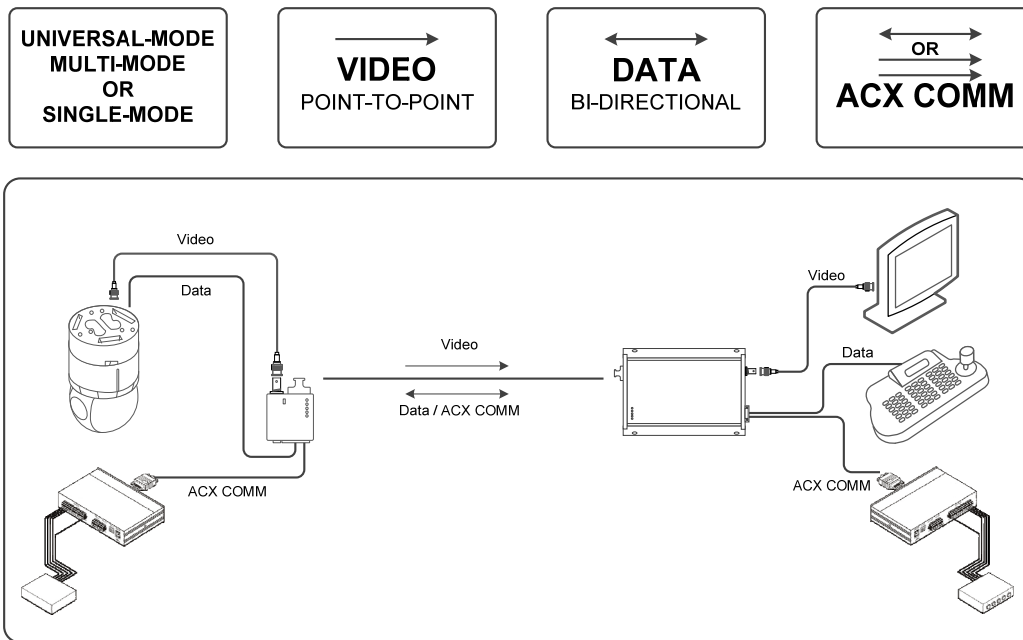 UNIVERSAL-MODE
MULTI-MODE
OR
SINGLE-MODE
VIDEO
POINT-TO-POINT
DATA
BI-DIRECTIONAL
OR
ACX COMM
Video
Data
Video
Data / ACX COMM
Video
Data
ACX COMM
ACX COMM